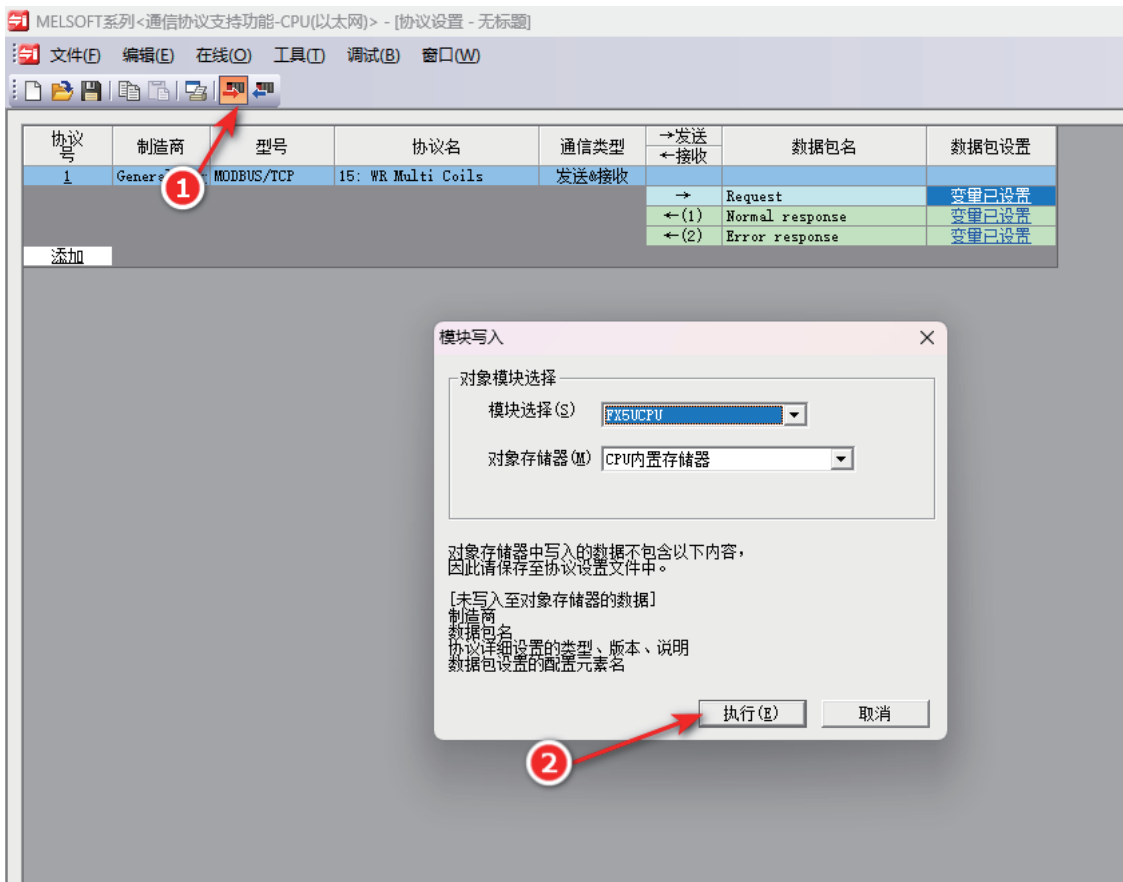 MELSOFT系列<通信协议支持功能-CPU(以太网)> - [协议设置 - 无标题]
文件(F) 编辑(E) 在线(O) 工具(T) 调试(B) 窗口(W)
协议号 制造商 型号 协议名 通信类型 →发送 ←接收 数据包名 数据包设置
1 General- MODBUS/TCP 15: WR Multi Coils 发送&接收
→ Request 变量已设置
←(1) Normal response 变量已设置
←(2) Error response 变量已设置
添加
1
模块写入
对象模块选择
模块选择(S) FX5UCPU
对象存储器(M) CPU内置存储器
对象存储器中写入的数据不包含以下内容，
因此请保存至协议设置文件中。
[未写入至对象存储器的数据]
制造商
数据包名
协议详细设置的类型、版本、说明
数据包设置的配置元素名
执行(E) 取消
2